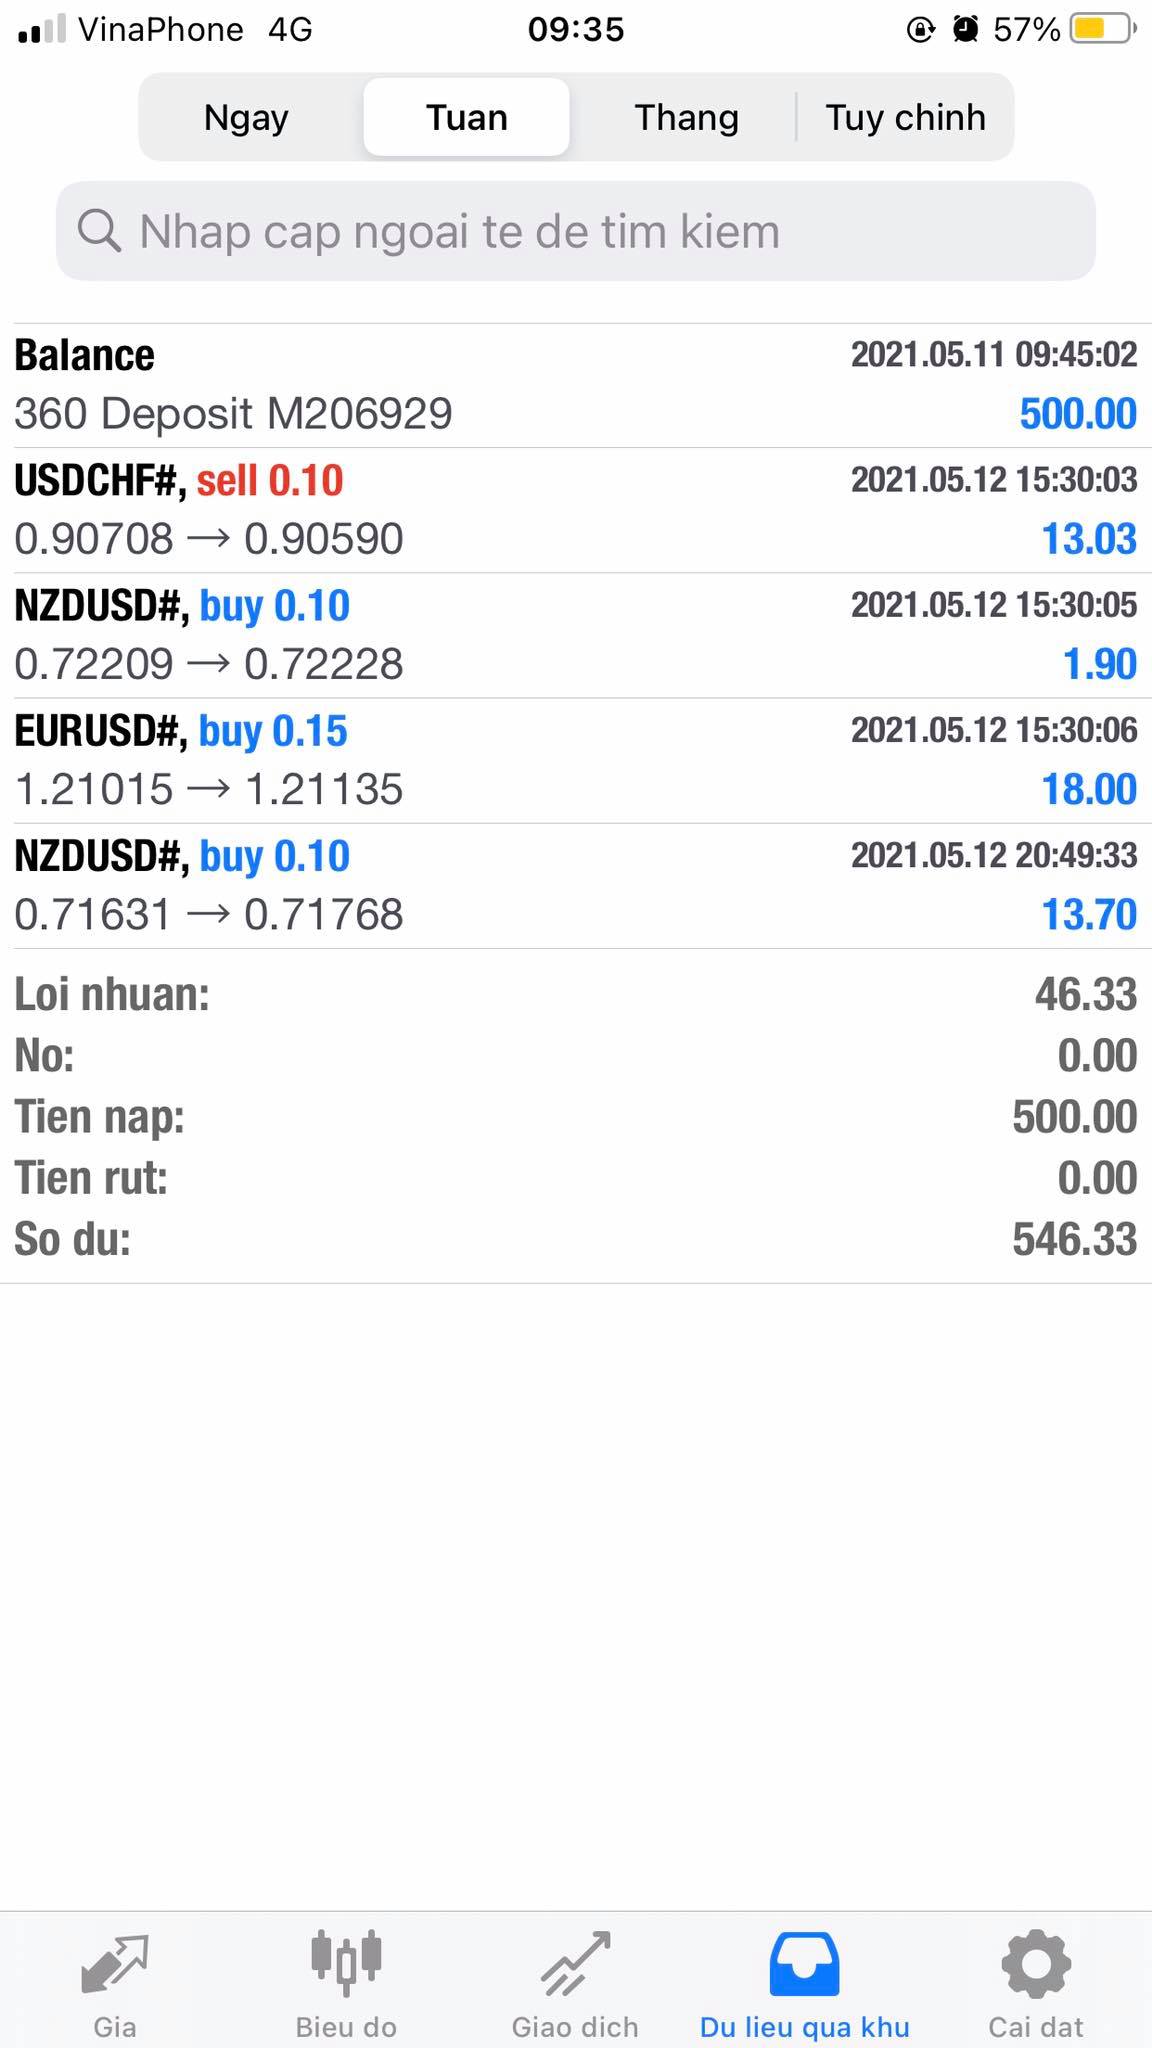 VinaPhone 4G 09:35 57%
Ngay Tuan Thang Tuy chinh
Nhap cap ngoai te de tim kiem
Balance 2021.05.11 09:45:02
360 Deposit M206929 500.00
USDCHF#, sell 0.10 2021.05.12 15:30:03
0.90708 → 0.90590 13.03
NZDUSD#, buy 0.10 2021.05.12 15:30:05
0.72209 → 0.72228 1.90
EURUSD#, buy 0.15 2021.05.12 15:30:06
1.21015 → 1.21135 18.00
NZDUSD#, buy 0.10 2021.05.12 20:49:33
0.71631 → 0.71768 13.70
Loi nhuan: 46.33
No: 0.00
Tien nap: 500.00
Tien rut: 0.00
So du: 546.33
Gia Bieu do Giao dich Du lieu qua khu Cai dat